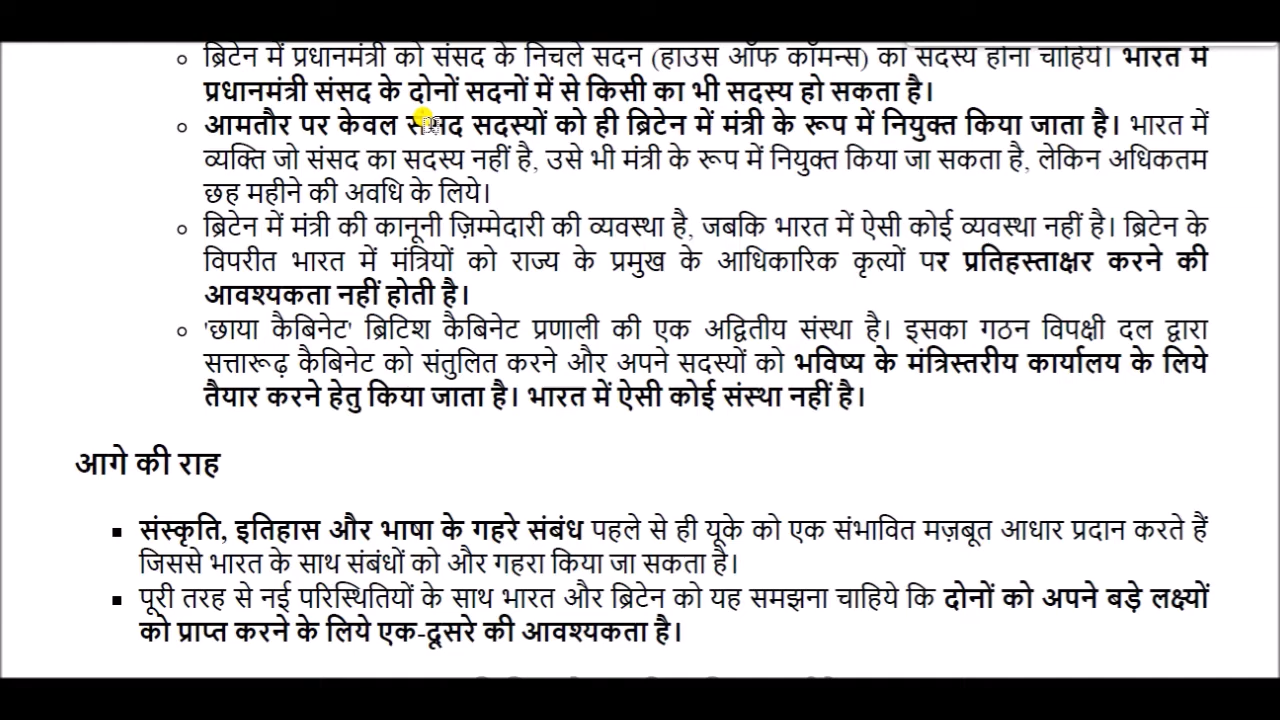 ब्रिटेन में प्रधानमंत्री को संसद के निचले सदन (हाउस ऑफ कॉमन्स) का सदस्य होना चाहिये। भारत में
प्रधानमंत्री संसद के दोनों सदनों में से किसी का भी सदस्य हो सकता है।
आमतौर पर केवल संसद सदस्यों को ही ब्रिटेन में मंत्री के रूप में नियुक्त किया जाता है। भारत में
व्यक्ति जो संसद का सदस्य नहीं है, उसे भी मंत्री के रूप में नियुक्त किया जा सकता है, लेकिन अधिकतम
छह महीने की अवधि के लिये।
ब्रिटेन में मंत्री की कानूनी ज़िम्मेदारी की व्यवस्था है, जबकि भारत में ऐसी कोई व्यवस्था नहीं है। ब्रिटेन के
विपरीत भारत में मंत्रियों को राज्य के प्रमुख के आधिकारिक कृत्यों पर प्रतिहस्ताक्षर करने की
आवश्यकता नहीं होती है।
'छाया कैबिनेट' ब्रिटिश कैबिनेट प्रणाली की एक अद्वितीय संस्था है। इसका गठन विपक्षी दल द्वारा
सत्तारूढ़ कैबिनेट को संतुलित करने और अपने सदस्यों को भविष्य के मंत्रिस्तरीय कार्यालय के लिये
तैयार करने हेतु किया जाता है। भारत में ऐसी कोई संस्था नहीं है।
आगे की राह
संस्कृति, इतिहास और भाषा के गहरे संबंध पहले से ही यूके को एक संभावित मज़बूत आधार प्रदान करते हैं
जिससे भारत के साथ संबंधों को और गहरा किया जा सकता है।
पूरी तरह से नई परिस्थितियों के साथ भारत और ब्रिटेन को यह समझना चाहिये कि दोनों को अपने बड़े लक्ष्यों
को प्राप्त करने के लिये एक-दूसरे की आवश्यकता है।